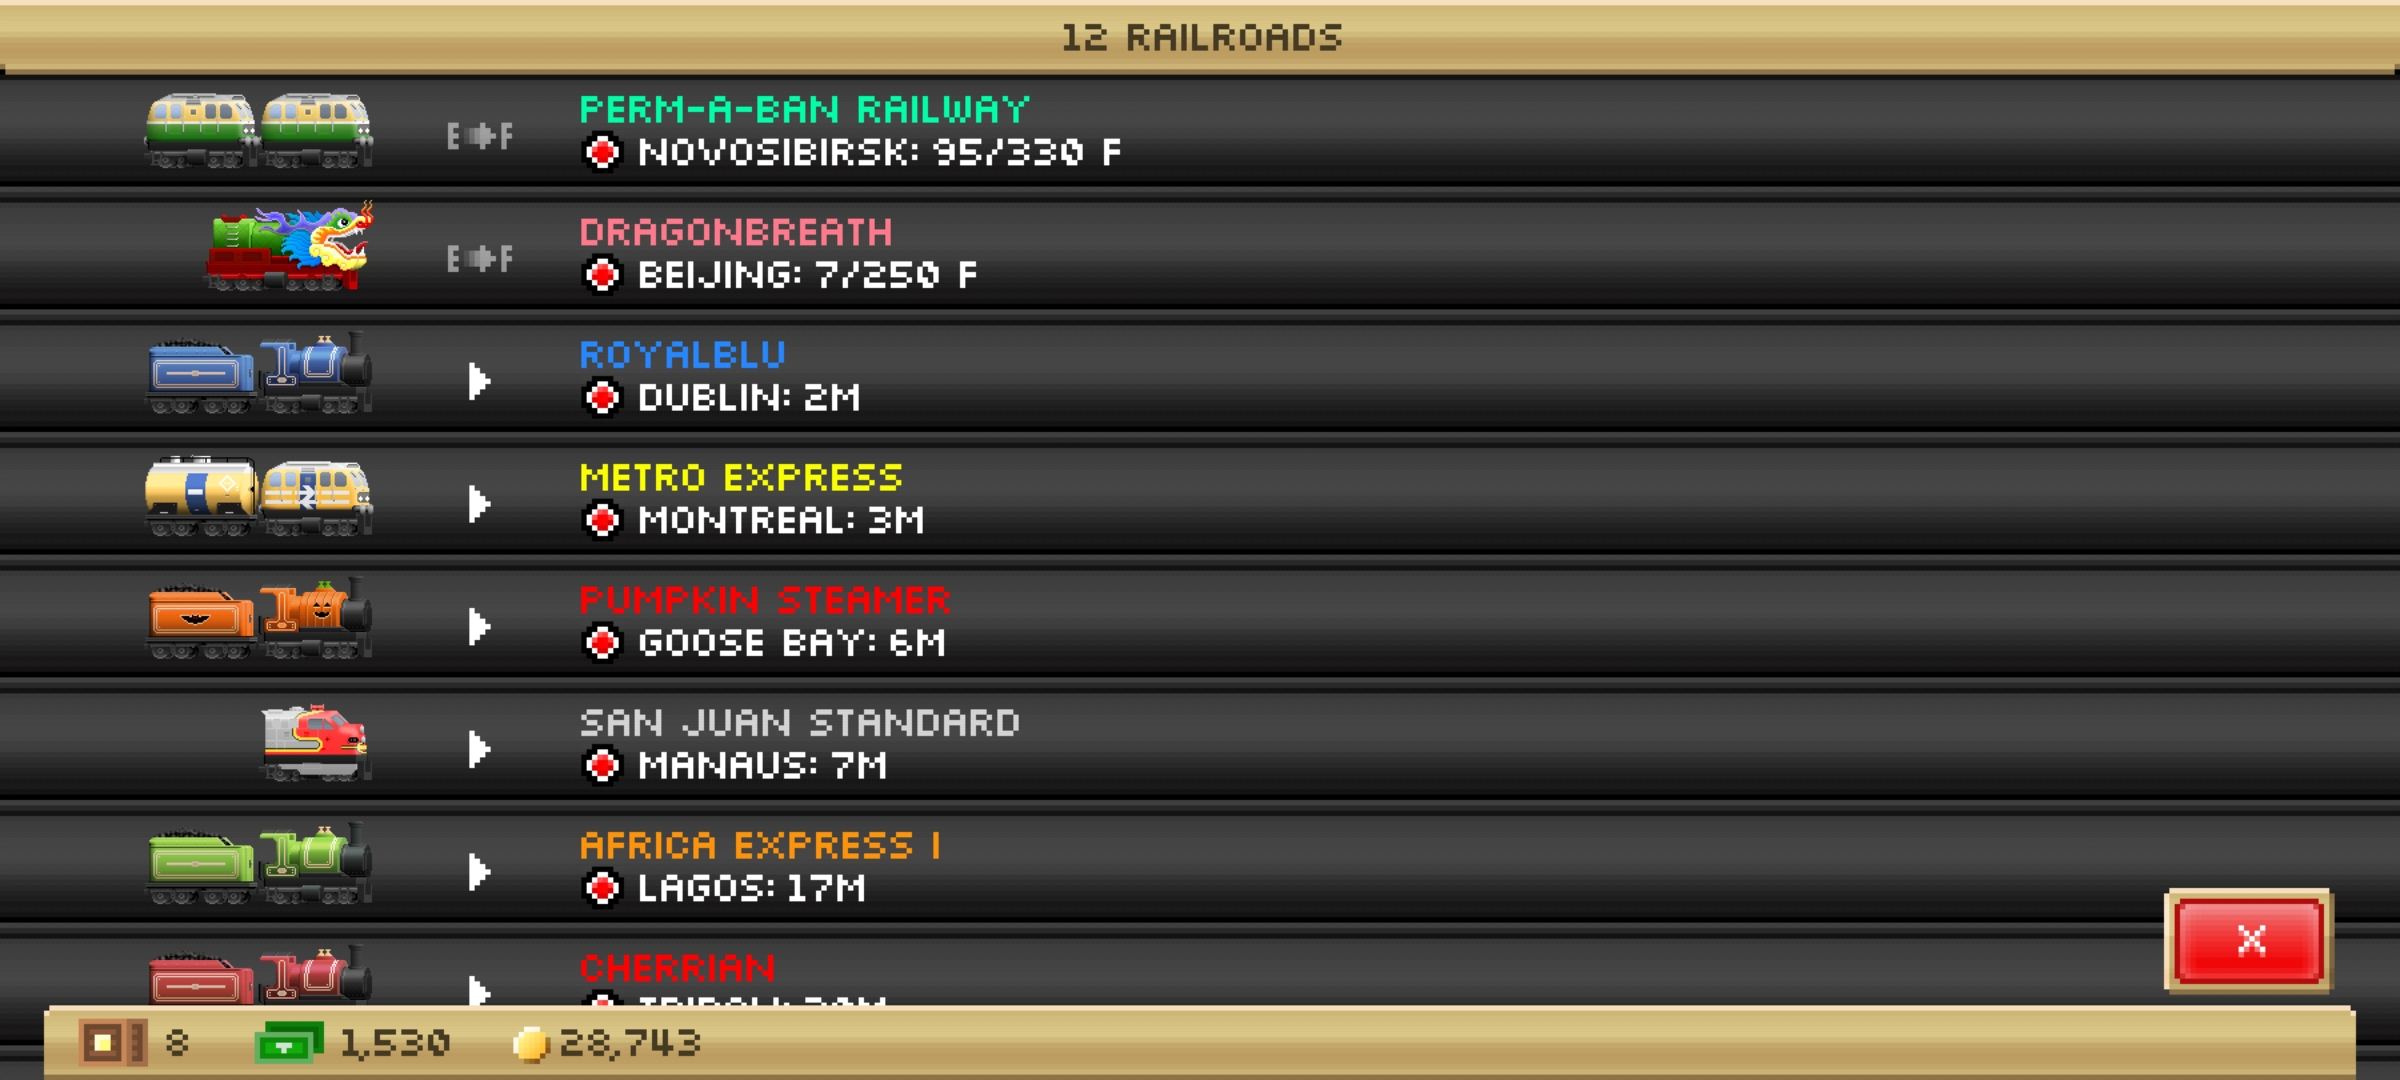 12 RAILROADS
E F
PERM-A-BAN RAILWAY
NOVOSIBIRSK: 95/330 F
E F
DRAGONBREATH
BEIJING: 7/250 F
ROYALBLU
DUBLIN: 2M
METRO EXPRESS
MONTREAL: 3M
PUMPKIN STEAMER
GOOSE BAY: 6M
SAN JUAN STANDARD
MANAUS: 7M
AFRICA EXPRESS I
LAGOS: 17M
CHERRIAN
X
8 1,530 28,743